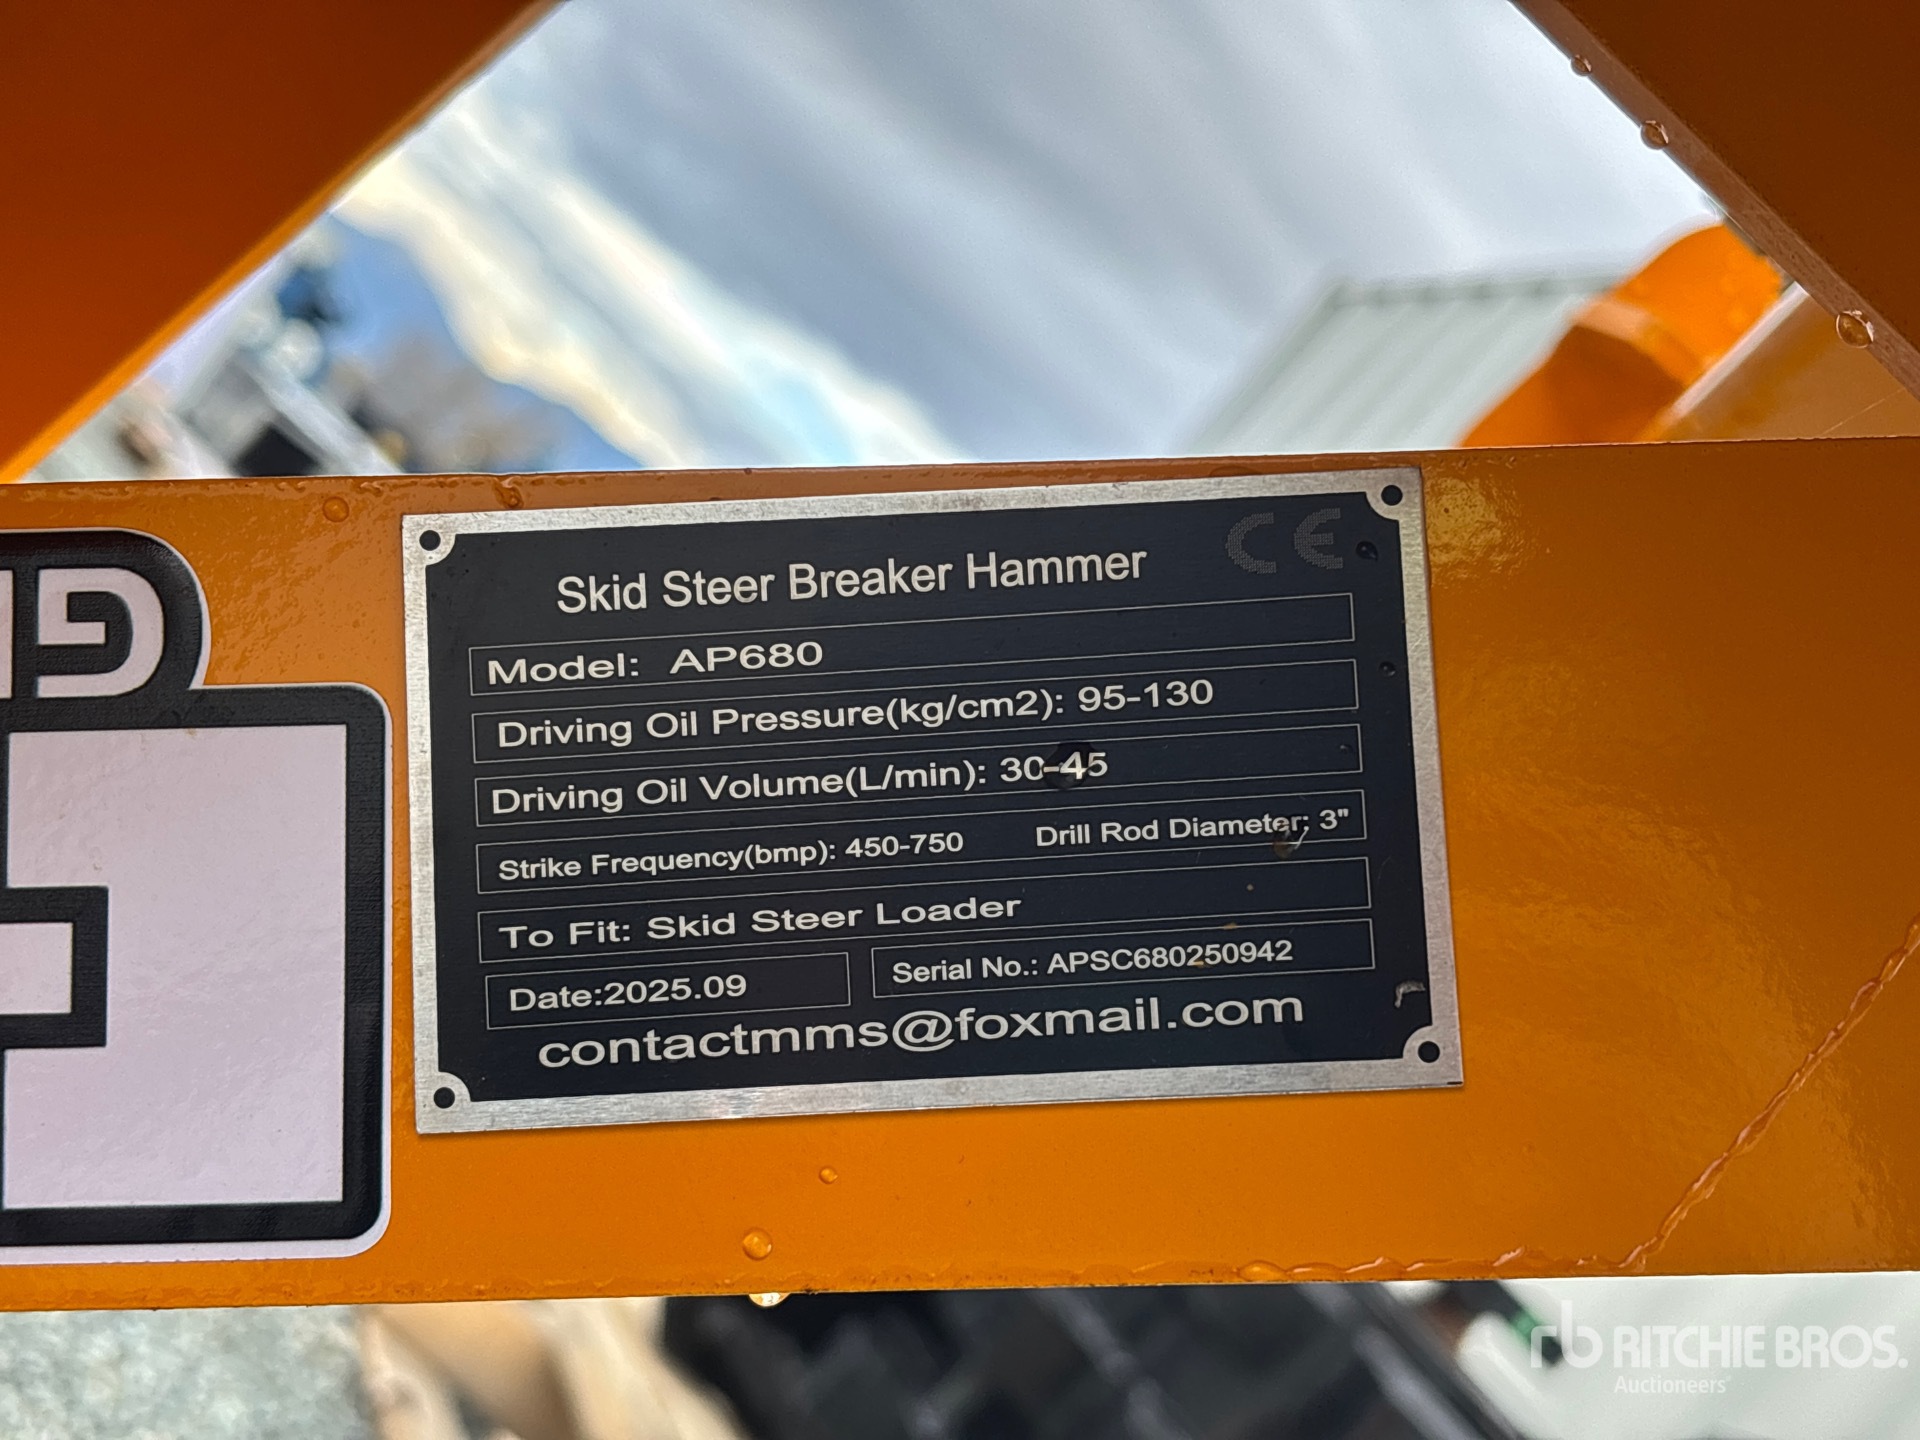 CE
Skid Steer Breaker Hammer
Model: AP680
Driving Oil Pressure(kg/cm2): 95-130
Driving Oil Volume(L/min): 30-45
Strike Frequency(bmp): 450-750 Drill Rod Diameter: 3"
To Fit: Skid Steer Loader
Date:2025.09 Serial No.: APSC680250942
contactmms@foxmail.com
rb RITCHIE BROS.
Auctioneers